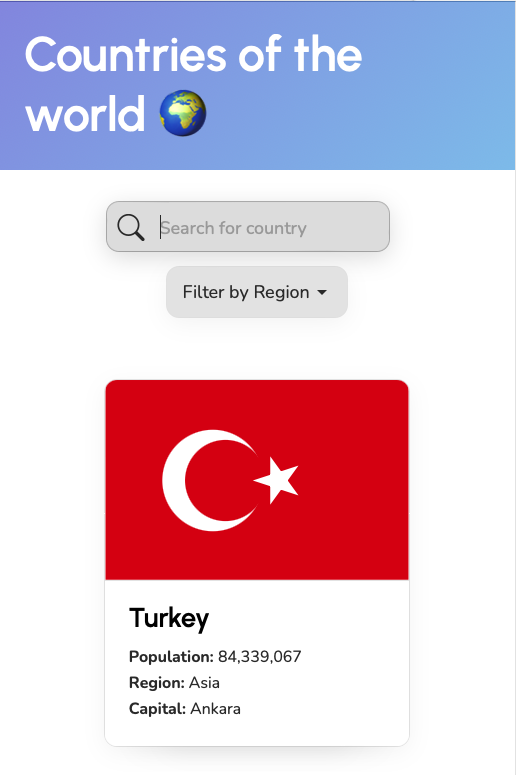 Countries of the
world 🌍
Search for country
Filter by Region
Turkey
Population: 84,339,067
Region: Asia
Capital: Ankara